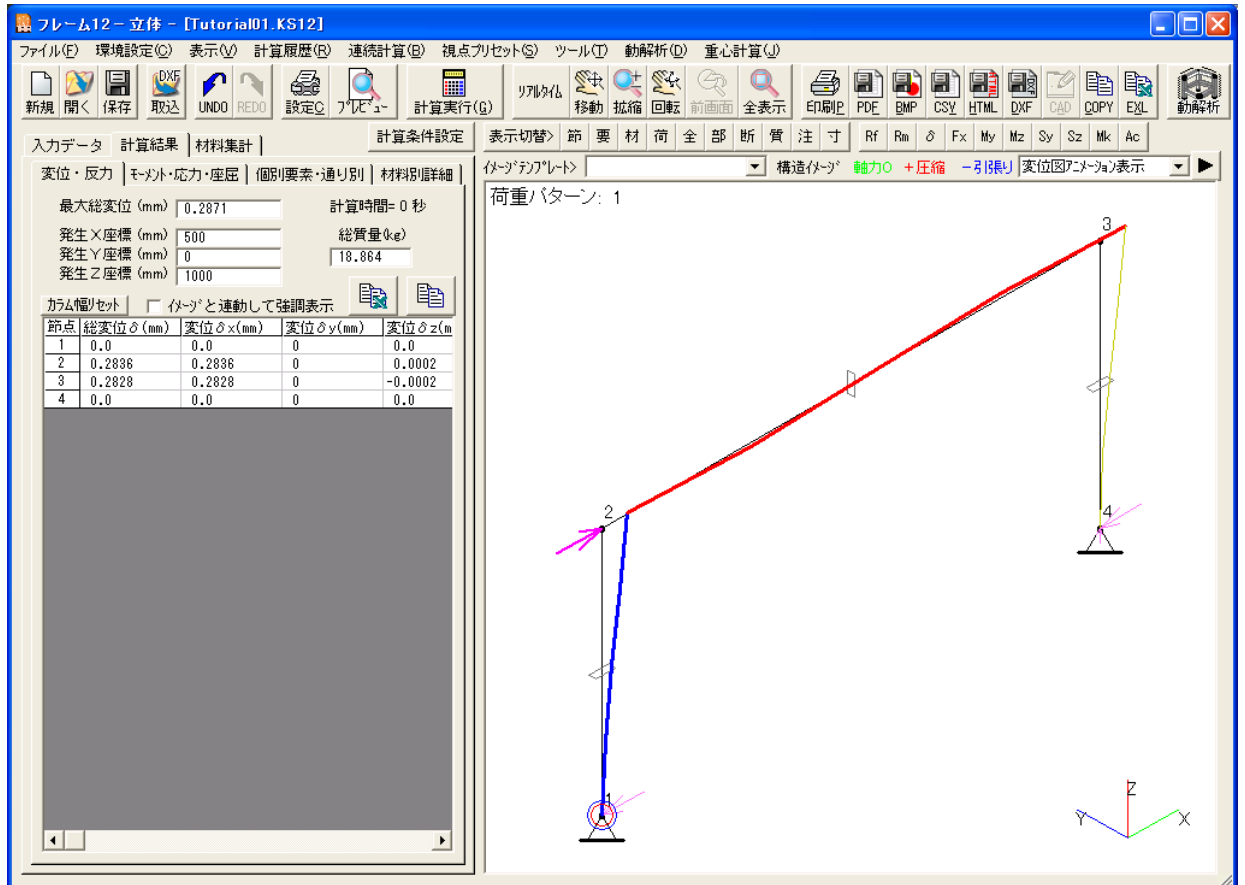 フレーム12－立体 - [Tutorial01.KS12]
ファイル(F) 環境設定(C) 表示(V) 計算履歴(R) 連続計算(B) 視点プリセット(S) ツール(T) 動解析(D) 重心計算(J)
DXF
新規 開く 保存 取込 UNDO REDO 設定C ﾌﾟﾚﾋﾞｭｰ 計算実行(G) ﾘｱﾙﾀｲﾑ 移動 拡縮 回転 前画面 全表示 印刷P PDF BMP CSV HTML DXF CAD COPY EXL 動解析
入力データ 計算結果 材料集計 計算条件設定 表示切替> 節 要 材 荷 全 部 断 質 注 寸 Rf Rm δ Fx My Mz Sy Sz Mk Ac
変位・反力 ﾓｰﾒﾝﾄ・応力・座屈 個別要素・通り別 材料別詳細
ｲﾒｰｼﾞﾃﾝﾌﾟﾚｰﾄ> 構造ｲﾒｰｼﾞ 軸力0 +圧縮 -引張り 変位図ｱﾆﾒｰｼｮﾝ表示
荷重パターン: 1
最大総変位 (mm) 0.2871 計算時間= 0 秒
発生X座標 (mm) 500 総質量(kg)
発生Y座標 (mm) 0 18.864
発生Z座標 (mm) 1000
ｶﾗﾑ幅ﾘｾｯﾄ ｲﾒｰｼﾞと連動して強調表示
節点 総変位δ(mm) 変位δx(mm) 変位δy(mm) 変位δz(m
1 0.0 0.0 0 0.0
2 0.2836 0.2836 0 0.0002
3 0.2828 0.2828 0 -0.0002
4 0.0 0.0 0 0.0
3
2
4
1
Z
Y
X